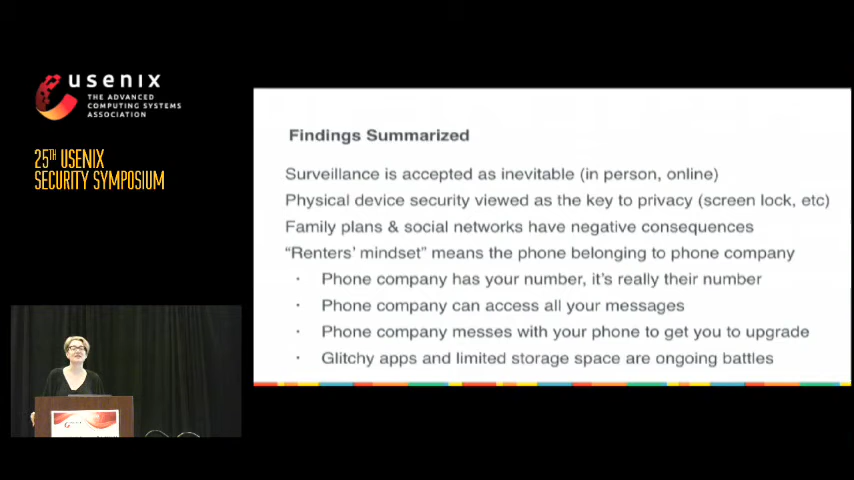 usenix
THE ADVANCED
COMPUTING SYSTEMS
ASSOCIATION
25TH USENIX
SECURITY SYMPOSIUM
Findings Summarized
Surveillance is accepted as inevitable (in person, online)
Physical device security viewed as the key to privacy (screen lock, etc)
Family plans & social networks have negative consequences
“Renters’ mindset” means the phone belonging to phone company
· Phone company has your number, it’s really their number
· Phone company can access all your messages
· Phone company messes with your phone to get you to upgrade
· Glitchy apps and limited storage space are ongoing battles